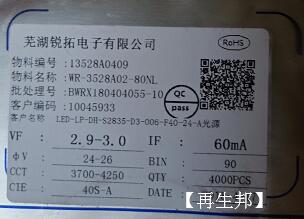 芜湖锐拓电子有限公司
RoHS
物料编号:13528A0409
物料名称:WR-3528A02-80NL
批处理号:BWRX180404055-10
QC
pass
客户编号:10045933
客户名称:LED-LP-DH-S2835-D3-006-F40-24-A光源
VF 2.9-3.0 IF 60mA
φV 24-26 BIN 90
CCT 3700-4250 QTY 4000PCS
CIE 40S-A
【再生邦】